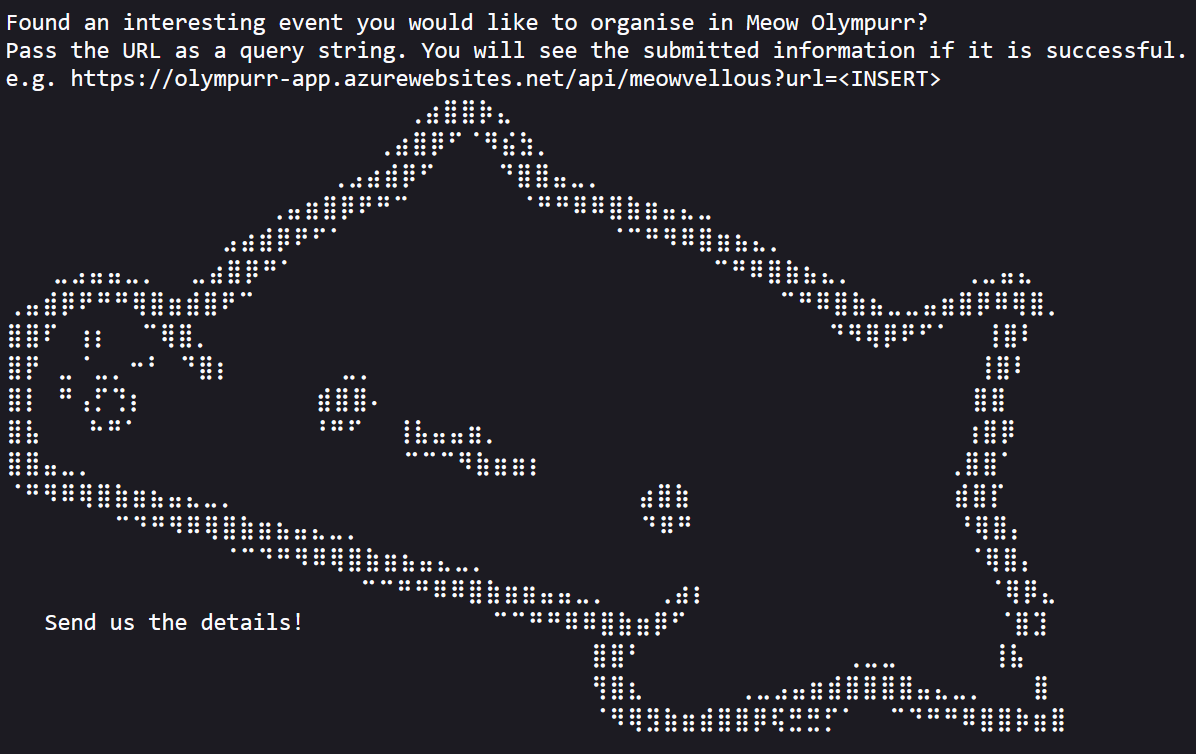 Found an interesting event you would like to organise in Meow Olympurr?
Pass the URL as a query string. You will see the submitted information if it is successful.
e.g. https://olympurr-app.azurewebsites.net/api/meowvellous?url=<INSERT>
Send us the details!